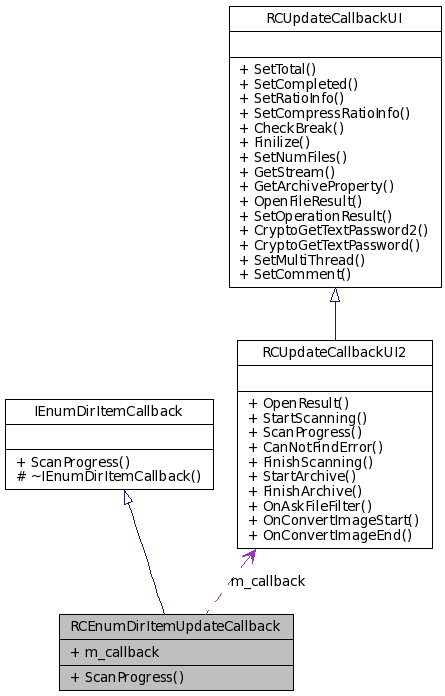 RCUpdateCallbackUI
+ SetTotal()
+ SetCompleted()
+ SetRatioInfo()
+ SetCompressRatioInfo()
+ CheckBreak()
+ Finilize()
+ SetNumFiles()
+ GetStream()
+ GetArchiveProperty()
+ OpenFileResult()
+ SetOperationResult()
+ CryptoGetTextPassword2()
+ CryptoGetTextPassword()
+ SetMultiThread()
+ SetComment()
RCUpdateCallbackUI2
+ OpenResult()
+ StartScanning()
+ ScanProgress()
+ CanNotFindError()
+ FinishScanning()
+ StartArchive()
+ FinishArchive()
+ OnAskFileFilter()
+ OnConvertImageStart()
+ OnConvertImageEnd()
IEnumDirItemCallback
+ ScanProgress()
# ~IEnumDirItemCallback()
m_callback
RCEnumDirItemUpdateCallback
+ m_callback
+ ScanProgress()